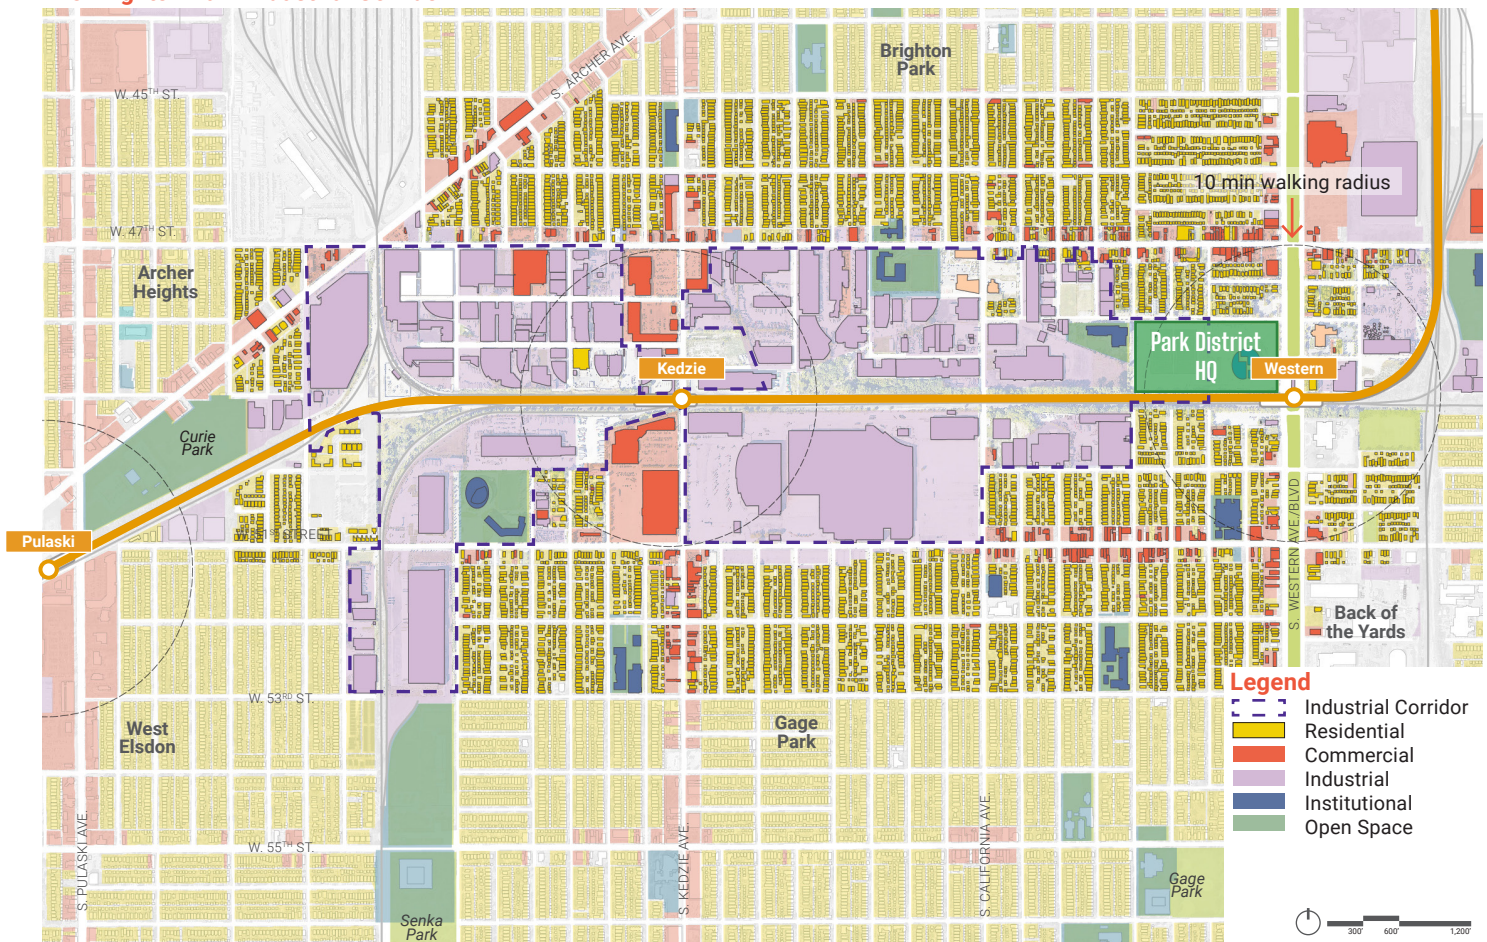 S. ARCHER AVE.
Brighton
Park
W. 45TH ST.
10 min walking radius
W. 47TH ST.
Archer
Heights
Park District
HQ
Kedzie
Western
Curie
Park
Pulaski
STREET
S. WESTERN AVE/BLVD
Back of
the Yards
W. 53RD ST.
West
Elsdon
Gage
Park
S. PULASKI AVE.
W. 55TH ST.
S. KEDZIE AVE.
S. CALIFORNIA AVE.
Gage
Park
Senka
Park
Legend
Industrial Corridor
Residential
Commercial
Industrial
Institutional
Open Space
300' 600' 1,200'